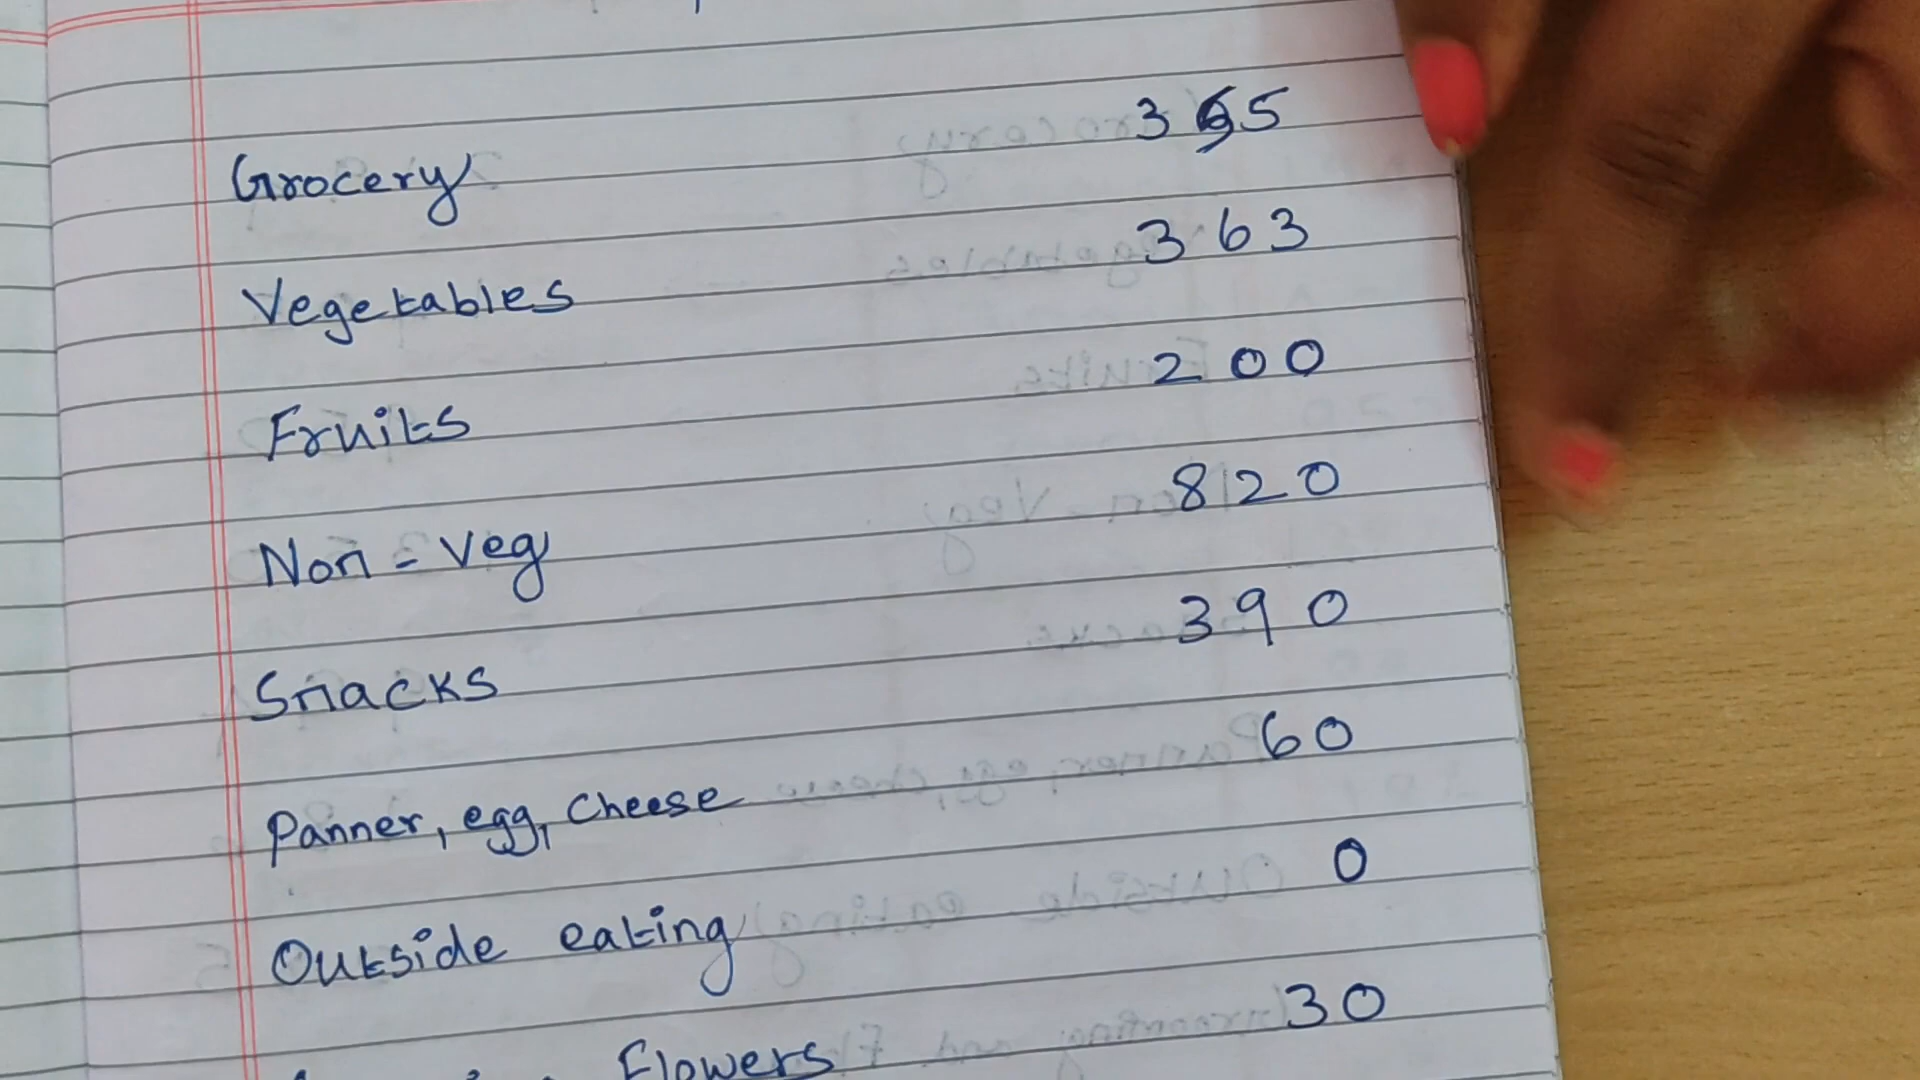 Grocery 365
Vegetables 363
Fruits 200
Non-Veg 820
Snacks 390
Panner, egg, cheese 60
Outside eating 0
Flowers 30